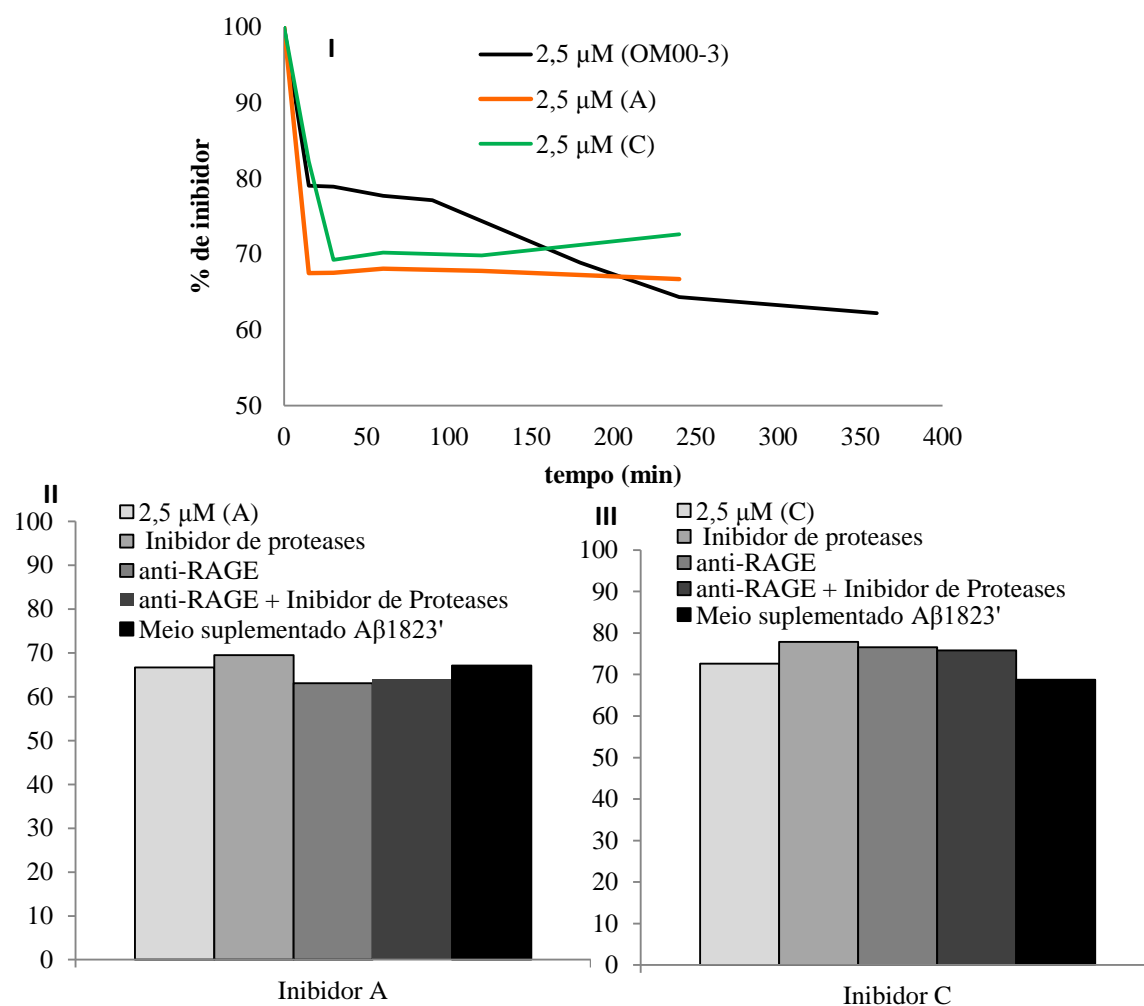 I
% de inibidor
100
90
80
70
60
50
2,5 μM (OM00-3)
2,5 μM (A)
2,5 μM (C)
0 50 100 150 200 250 300 350 400
tempo (min)
II
2,5 μM (A)
Inibidor de proteases
anti-RAGE
anti-RAGE + Inibidor de Proteases
Meio suplementado Aβ1823'
100
90
80
70
60
50
40
30
20
10
0
Inibidor A
III
2,5 μM (C)
Inibidor de proteases
anti-RAGE
anti-RAGE + Inibidor de Proteases
Meio suplementado Aβ1823'
100
90
80
70
60
50
40
30
20
10
0
Inibidor C